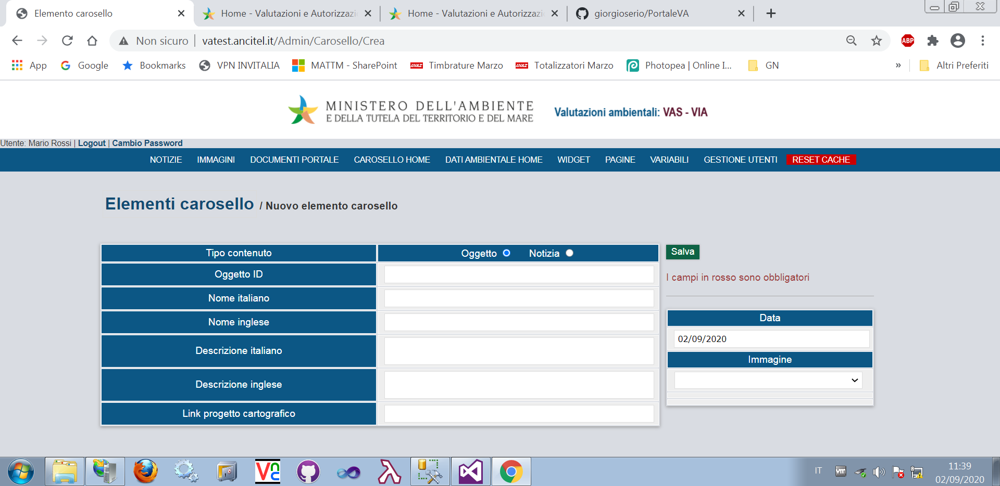 Elemento carosello
Home - Valutazioni e Autorizzazi
Home - Valutazioni e Autorizzazi
giorgioserio/PortaleVA
Non sicuro | vatest.ancitel.it/Admin/Carosello/Crea
ABP
App
Google
Bookmarks
VPN INVITALIA
MATTM - SharePoint
Timbrature Marzo
Totalizzatori Marzo
Photopea | Online I...
GN
»
Altri Preferiti
MINISTERO DELL'AMBIENTE
E DELLA TUTELA DEL TERRITORIO E DEL MARE
Valutazioni ambientali: VAS - VIA
Utente: Mario Rossi | Logout | Cambio Password
NOTIZIE IMMAGINI DOCUMENTI PORTALE CAROSELLO HOME DATI AMBIENTALE HOME WIDGET PAGINE VARIABILI GESTIONE UTENTI RESET CACHE
Elementi carosello / Nuovo elemento carosello
Tipo contenuto
Oggetto Notizia
Oggetto ID
Nome italiano
Nome inglese
Descrizione italiano
Descrizione inglese
Link progetto cartografico
Salva
I campi in rosso sono obbligatori
Data
02/09/2020
Immagine
IT
11:39
02/09/2020